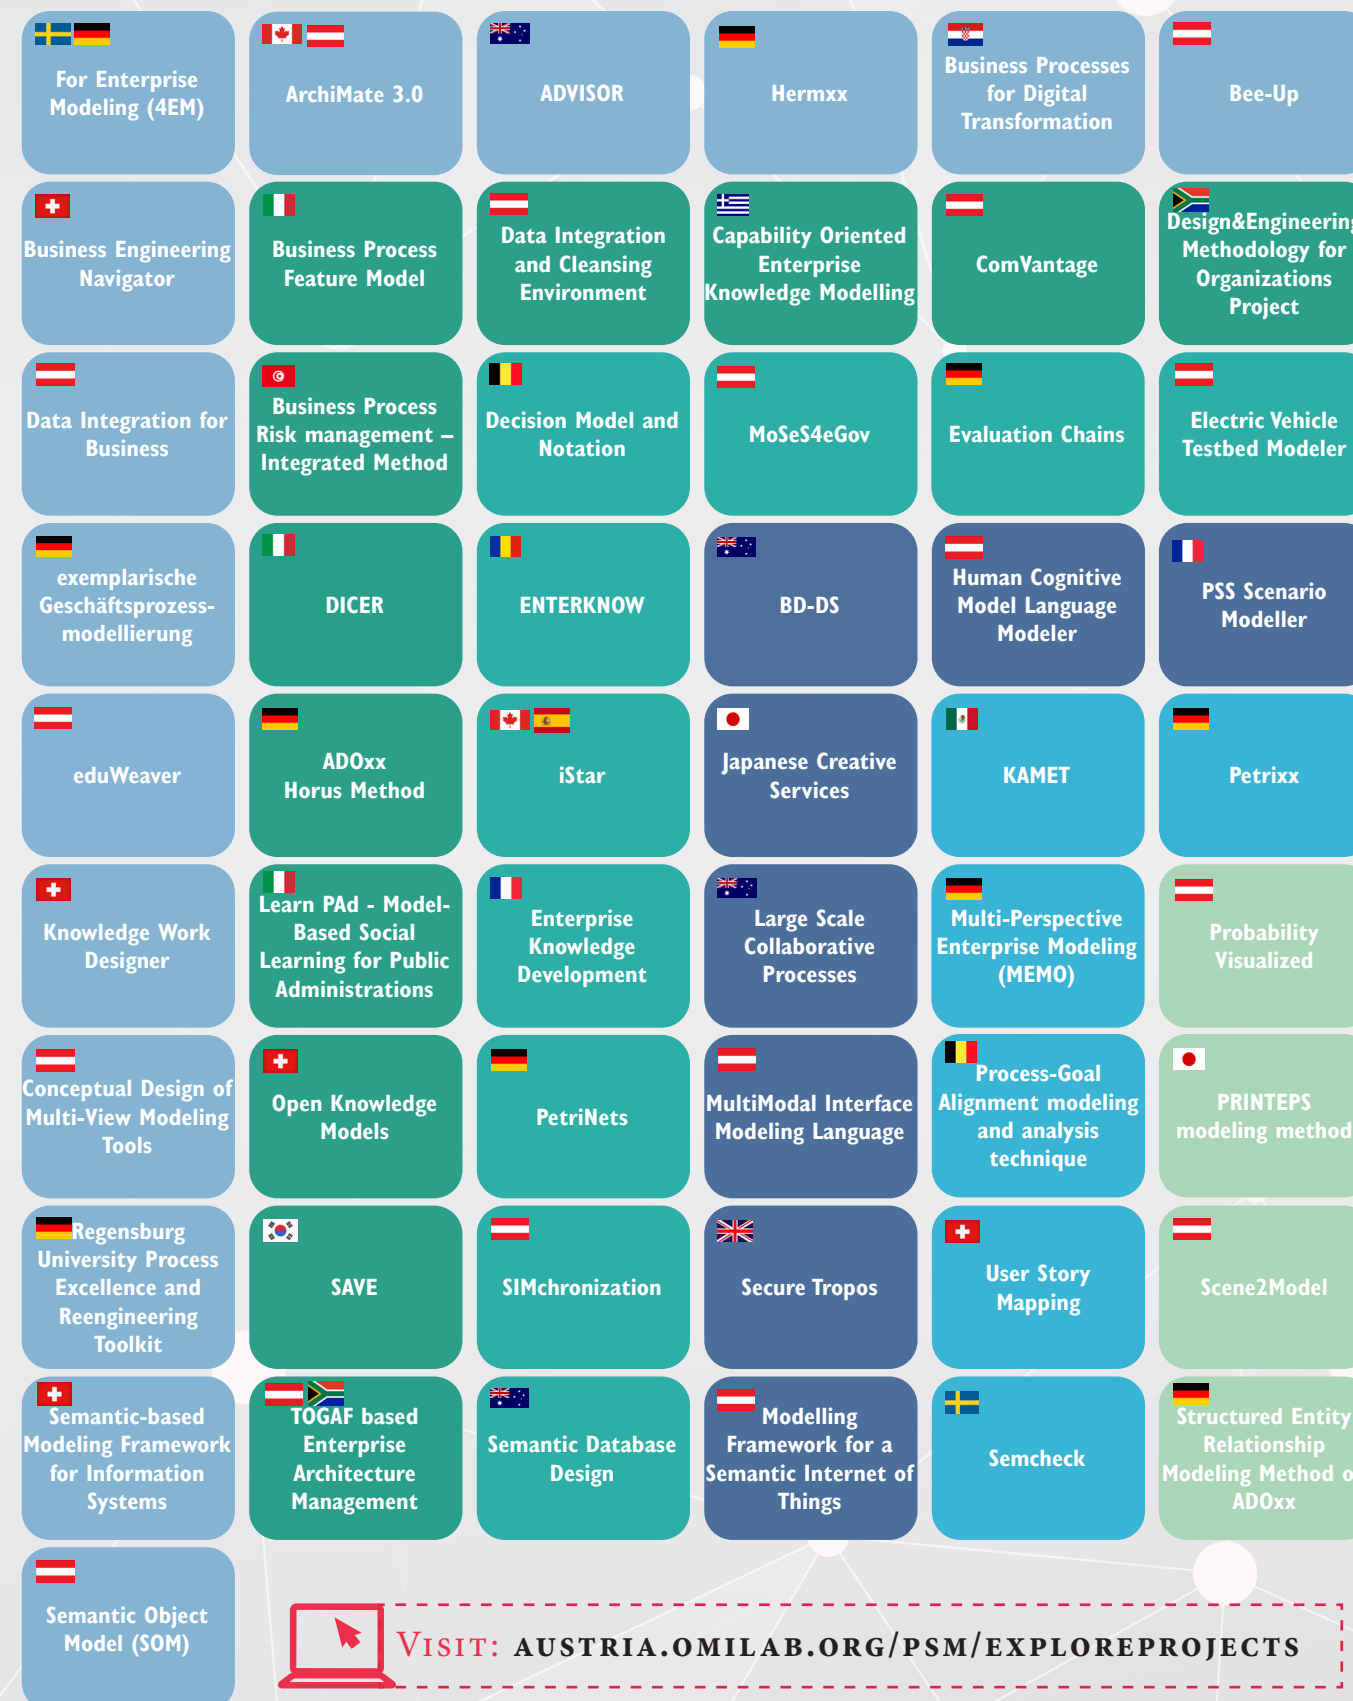 For Enterprise
Modeling (4EM)
ArchiMate 3.0
ADVISOR
Hermxx
Business Processes
for Digital
Transformation
Bee-Up
Business Engineering
Navigator
Business Process
Feature Model
Data Integration
and Cleansing
Environment
Capability Oriented
Enterprise
Knowledge Modelling
ComVantage
Design&Engineering
Methodology for
Organizations
Project
Data Integration for
Business
Business Process
Risk management –
Integrated Method
Decision Model and
Notation
MoSeS4eGov
Evaluation Chains
Electric Vehicle
Testbed Modeler
exemplarische
Geschäftsprozess-
modellierung
DICER
ENTERKNOW
BD-DS
Human Cognitive
Model Language
Modeler
PSS Scenario
Modeller
eduWeaver
ADOxx
Horus Method
iStar
Japanese Creative
Services
KAMET
Petrixx
Knowledge Work
Designer
Learn PAd - Model-
Based Social
Learning for Public
Administrations
Enterprise
Knowledge
Development
Large Scale
Collaborative
Processes
Multi-Perspective
Enterprise Modeling
(MEMO)
Probability
Visualized
Conceptual Design of
Multi-View Modeling
Tools
Open Knowledge
Models
PetriNets
MultiModal Interface
Modeling Language
Process-Goal
Alignment modeling
and analysis
technique
PRINTEPS
modeling method
Regensburg
University Process
Excellence and
Reengineering
Toolkit
SAVE
SIMchronization
Secure Tropos
User Story
Mapping
Scene2Model
Semantic-based
Modeling Framework
for Information
Systems
TOGAF based
Enterprise
Architecture
Management
Semantic Database
Design
Modelling
Framework for a
Semantic Internet of
Things
Semcheck
Structured Entity
Relationship
Modeling Method
ADOxx
Semantic Object
Model (SOM)
VISIT: AUSTRIA.OMILAB.ORG/PSM/EXPLOREPROJECTS